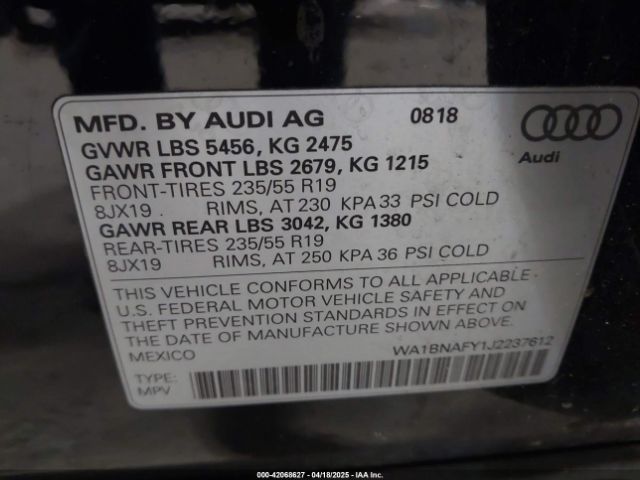 MFD. BY AUDI AG 0818
GVWR LBS 5456, KG 2475
GAWR FRONT LBS 2679, KG 1215
FRONT-TIRES 235/55 R19
8JX19 RIMS, AT 230 KPA 33 PSI COLD
GAWR REAR LBS 3042, KG 1380
REAR-TIRES 235/55 R19
8JX19 RIMS, AT 250 KPA 36 PSI COLD
Audi
THIS VEHICLE CONFORMS TO ALL APPLICABLE
U.S. FEDERAL MOTOR VEHICLE SAFETY AND
THEFT PREVENTION STANDARDS IN EFFECT ON
THE DATE OF MANUFACTURE SHOWN ABOVE.
MEXICO WA1BNAFY1J2237612
TYPE:
MPV
000-42068627 - 04/18/2025 - IAA Inc.